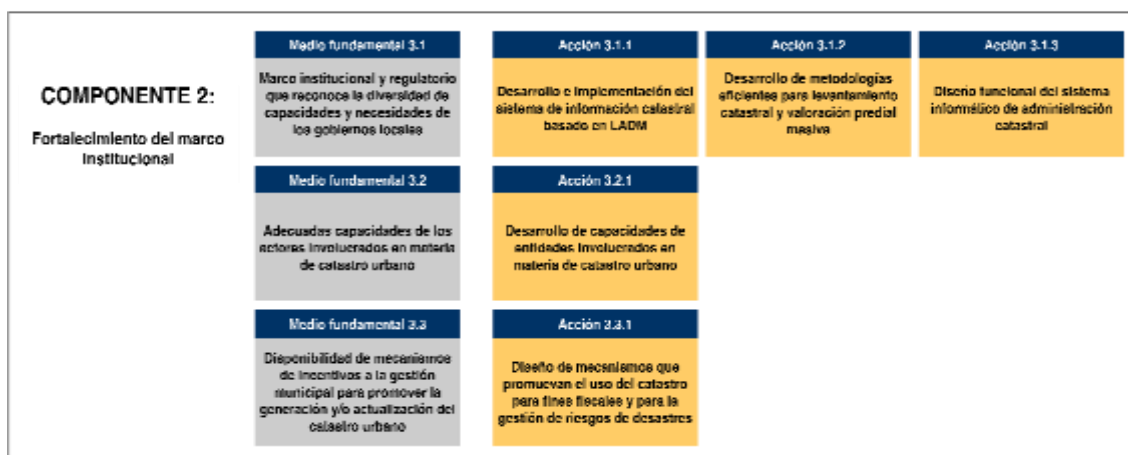 COMPONENTE 2:
Fortalecimiento del marco
institucional
Medio fundamental 3.1
Marco institucional y regulatorio
que reconoce la diversidad de
capacidades y necesidades de
los gobiernos locales
Acción 3.1.1
Desarrollo e implementación del
sistema de información catastral
basado en LADM
Acción 3.1.2
Desarrollo de metodologías
eficientes para levantamiento
catastral y valoración predial
masiva
Acción 3.1.3
Diseño funcional del sistema
informático de administración
catastral
Medio fundamental 3.2
Adecuadas capacidades de los
actores involucrados en materia
de catastro urbano
Acción 3.2.1
Desarrollo de capacidades de
entidades involucrados en
materia de catastro urbano
Medio fundamental 3.3
Disponibilidad de mecanismos
de incentivos a la gestión
municipal para promover la
generación y/o actualización del
catastro urbano
Acción 3.3.1
Diseño de mecanismos que
promuevan el uso del catastro
para fines fiscales y para la
gestión de riesgos de desastres